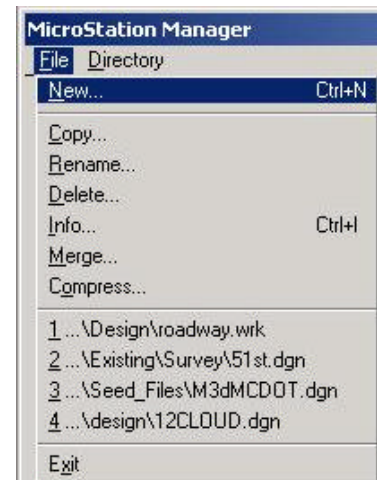 MicroStation Manager
File Directory
New... Ctrl+N
Copy...
Rename...
Delete...
Info... Ctrl+I
Merge...
Compress...
1 ...\Design\roadway.wrk
2 ...\Existing\Survey\51st.dgn
3 ...\Seed_Files\M3dMCDOT.dgn
4 ...\design\12CLOUD.dgn
Exit